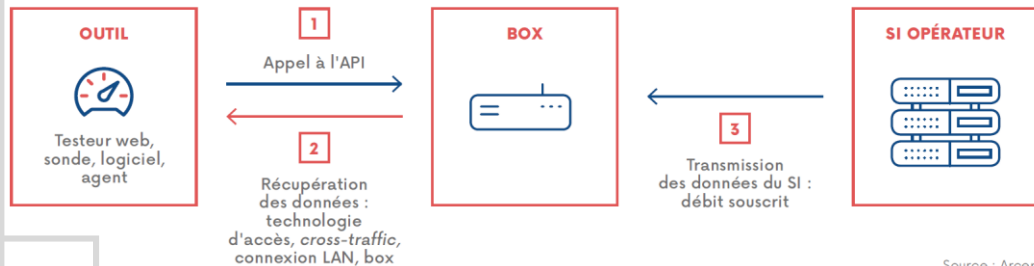 OUTIL
Testeur web,
sonde, logiciel,
agent
1
Appel à l'API
2
Récupération
des données :
technologie
d'accès, cross-traffic,
connexion LAN, box
BOX
3
Transmission
des données du SI :
débit souscrit
SI OPÉRATEUR
Source : Arcep